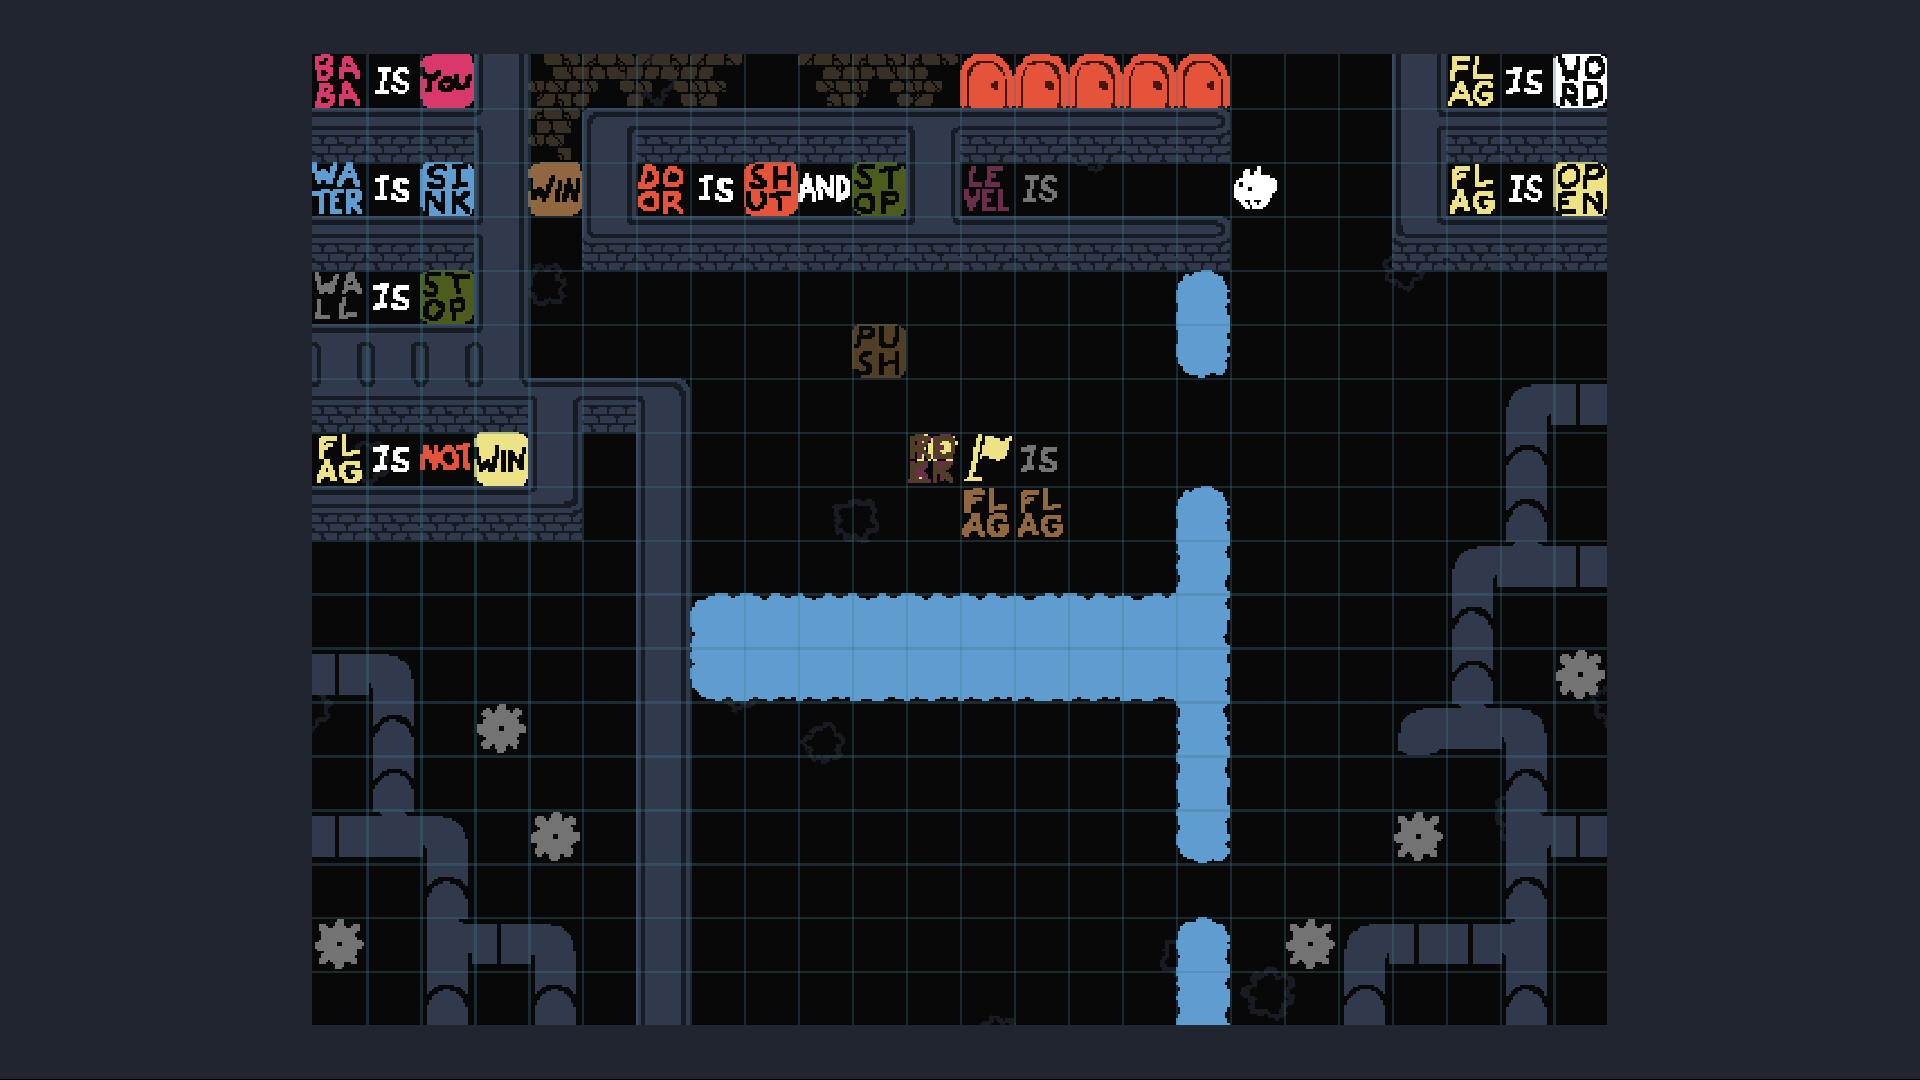 BABA IS YOU
FLAG IS WORD
WATER IS SINK
WIN
DOOR IS SHUT AND STOP
LEVEL IS
FLAG IS OPEN
WALL IS STOP
PUSH
FLAG IS NOT WIN
IS
FLAG FLAG